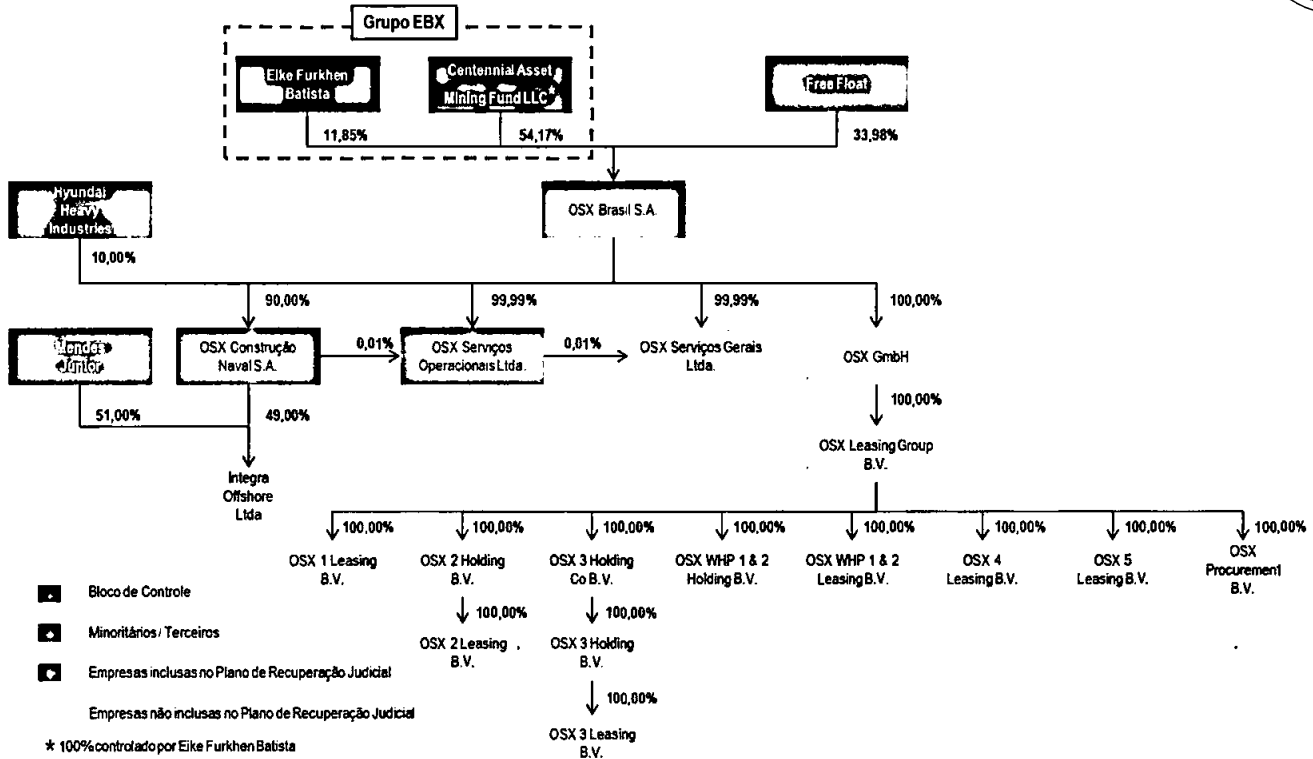 Grupo EBX
Eike Furkhen
Batista
Centennial Asset
Mining Fund LLC*
Free Float
11,85%
54,17%
33,98%
Hyundai
Heavy
Industries
OSX Brasil S.A.
10,00%
90,00%
99,99%
99,99%
100,00%
Mendes
Júnior
OSX Construção
Naval S.A.
0,01%
OSX Serviços
Operacionais Ltda.
0,01%
OSX Serviços Gerais
Ltda.
OSX GmbH
51,00%
49,00%
100,00%
OSX Leasing Group
B.V.
Integra
Offshore
Ltda
100,00%
100,00%
100,00%
100,00%
100,00%
100,00%
100,00%
100,00%
OSX 1 Leasing
B.V.
OSX 2 Holding
B.V.
OSX 3 Holding
Co B.V.
OSX WHP 1 & 2
Holding B.V.
OSX WHP 1 & 2
Leasing B.V.
OSX 4
Leasing B.V.
OSX 5
Leasing B.V.
OSX
Procurement
B.V.
100,00%
100,00%
OSX 2 Leasing
B.V.
OSX 3 Holding
B.V.
100,00%
OSX 3 Leasing
B.V.
Bloco de Controle
Minoritários / Terceiros
Empresas inclusas no Plano de Recuperação Judicial
Empresas não inclusas no Plano de Recuperação Judicial
* 100% controlado por Eike Furkhen Batista